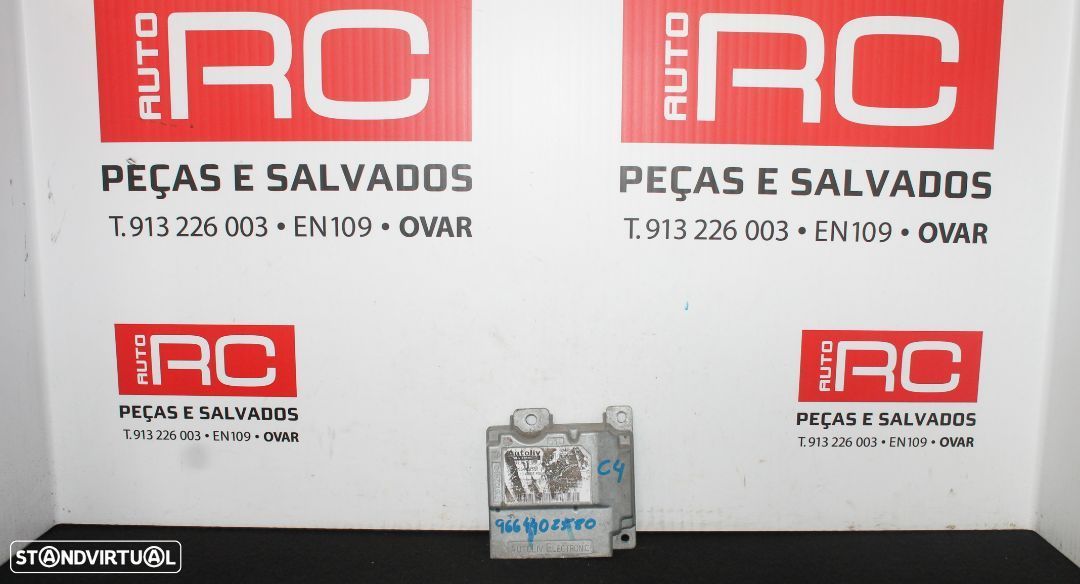 AUTO RC
PEÇAS E SALVADOS
T. 913 226 003 • EN109 • OVAR
AUTO RC
PEÇAS E SALVADOS
T. 913 226 003 • EN109 • OVAR
AUTO RC
PEÇAS E SALVADOS
T. 913 226 003 • EN109 • OVAR
AUTO RC
PEÇAS E SALVADOS
T. 913 226 003 • EN109 • OVAR
Autoliv
C4
AUTOLIV ELECTRONIC
STANDVIRTUAL